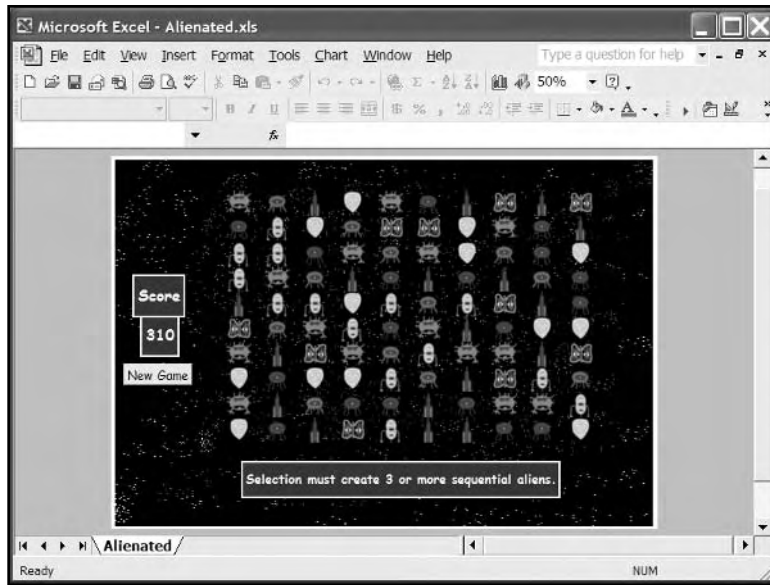 Microsoft Excel - Alienated.xls
File Edit View Insert Format Tools Chart Window Help Type a question for help
50%
B I U $ % ,
fx
Score
310
New Game
Selection must create 3 or more sequential aliens.
Alienated
Ready NUM